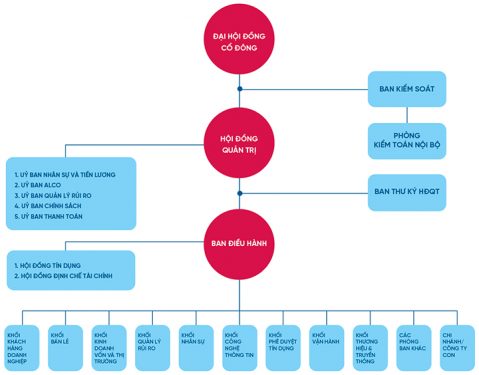 ĐẠI HỘI ĐỒNG
CỔ ĐÔNG
BAN KIỂM SOÁT
PHÒNG
KIỂM TOÁN NỘI BỘ
HỘI ĐỒNG
QUẢN TRỊ
1. UỶ BAN NHÂN SỰ VÀ TIỀN LƯƠNG
2. UỶ BAN ALCO
3. UỶ BAN QUẢN LÝ RỦI RO
4. UỶ BAN CHÍNH SÁCH
5. UỶ BAN THANH TOÁN
BAN THƯ KÝ HĐQT
BAN ĐIỀU HÀNH
1. HỘI ĐỒNG TÍN DỤNG
2. HỘI ĐỒNG ĐỊNH CHẾ TÀI CHÍNH
KHỐI
KHÁCH
HÀNG
DOANH
NGHIỆP
KHỐI
BÁN LẺ
KHỐI
KINH
DOANH
VỐN VÀ THỊ
TRƯỜNG
KHỐI
QUẢN LÝ
RỦI RO
KHỐI
NHÂN SỰ
KHỐI
CÔNG
NGHỆ
THÔNG TIN
KHỐI
PHÊ DUYỆT
TÍN DỤNG
KHỐI
VẬN HÀNH
KHỐI
THƯƠNG
HIỆU &
TRUYỀN
THÔNG
CÁC
PHÒNG
BAN KHÁC
CHI
NHÁNH/
CÔNG TY
CON